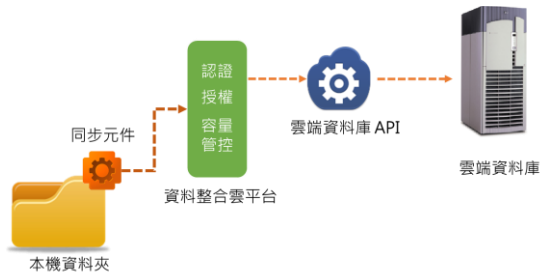 認證
授權
容量
管控
同步元件
雲端資料庫 API
雲端資料庫
資料整合雲平台
本機資料夾